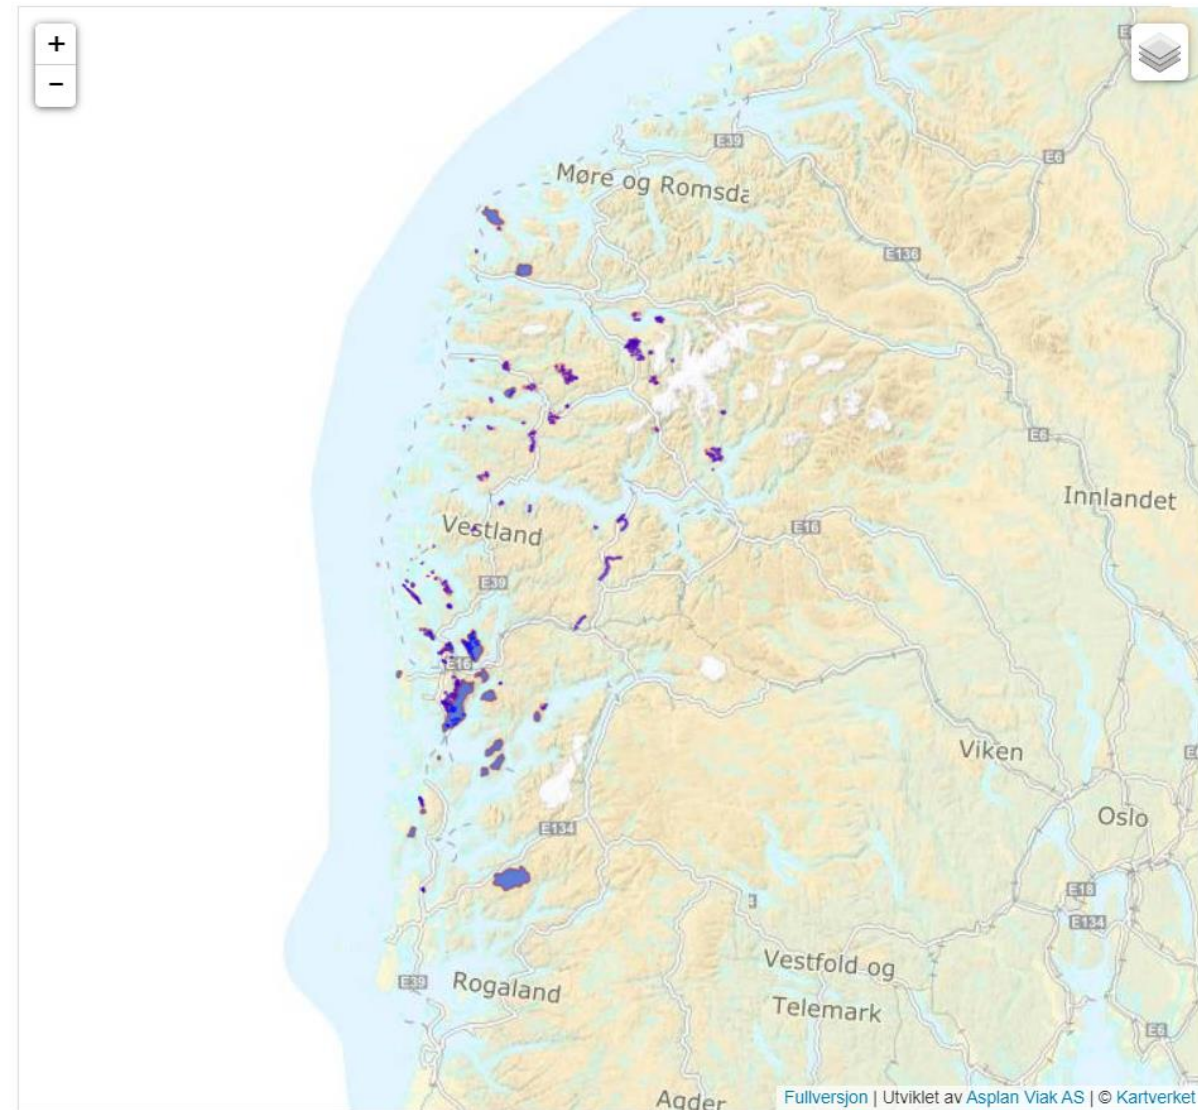 +
−
E39
Møre og Romsda
E6
E136
E6
Innlandet
Vestland
E16
E39
E16
Viken
Oslo
E134
E18
E134
Vestfold og
Telemark
E39
Rogaland
E6
Agder
Fullversjon | Utviklet av Asplan Viak AS | © Kartverket